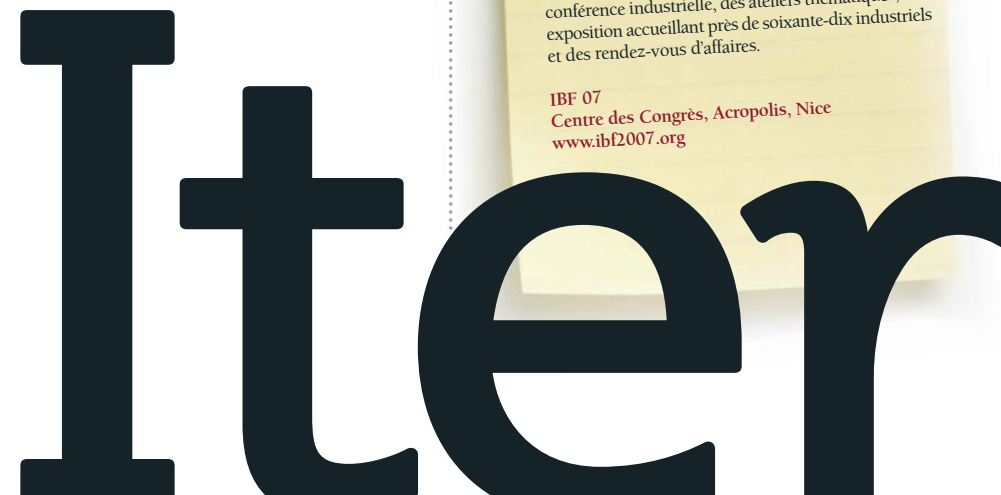 conférence industrielle, des ateliers thématiques,
exposition accueillant près de soixante-dix industriels
et des rendez-vous d'affaires.
IBF 07
Centre des Congrès, Acropolis, Nice
www.ibf2007.org
Iter